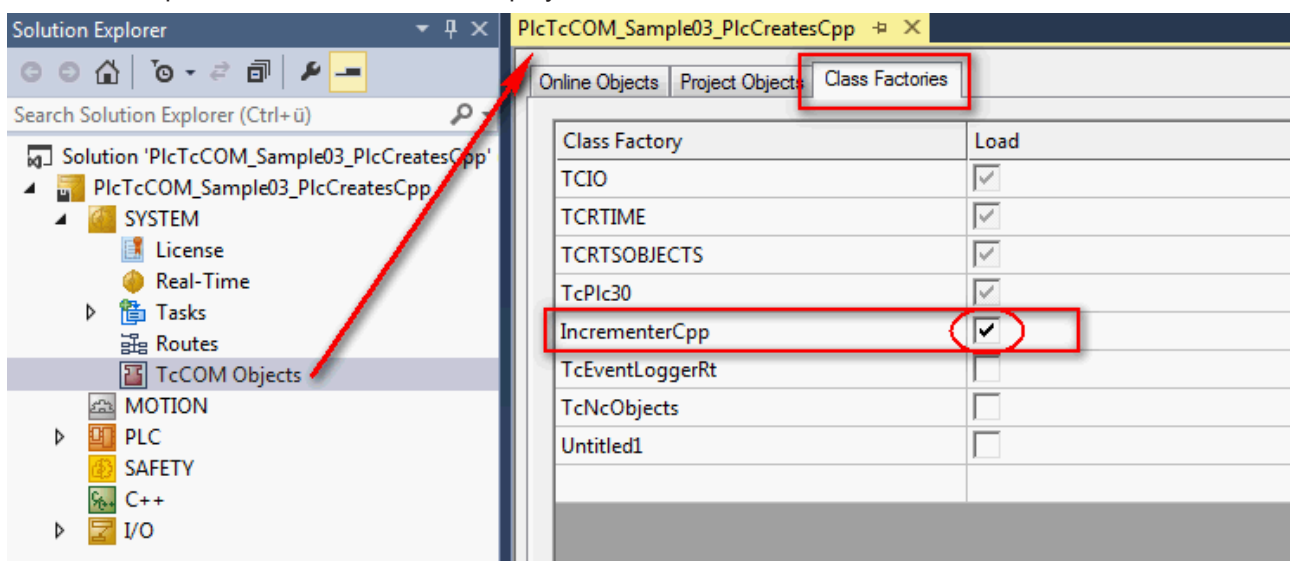 Solution Explorer
Search Solution Explorer (Ctrl+ü)
Solution 'PlcTcCOM_Sample03_PlcCreatesCpp'
PlcTcCOM_Sample03_PlcCreatesCpp
SYSTEM
License
Real-Time
Tasks
Routes
TcCOM Objects
MOTION
PLC
SAFETY
C++
I/O
PlcTcCOM_Sample03_PlcCreatesCpp
Online Objects Project Objects Class Factories
Class Factory Load
TCIO
TCRTIME
TCRTSOBJECTS
TcPlc30
IncrementerCpp
TcEventLoggerRt
TcNcObjects
Untitled1